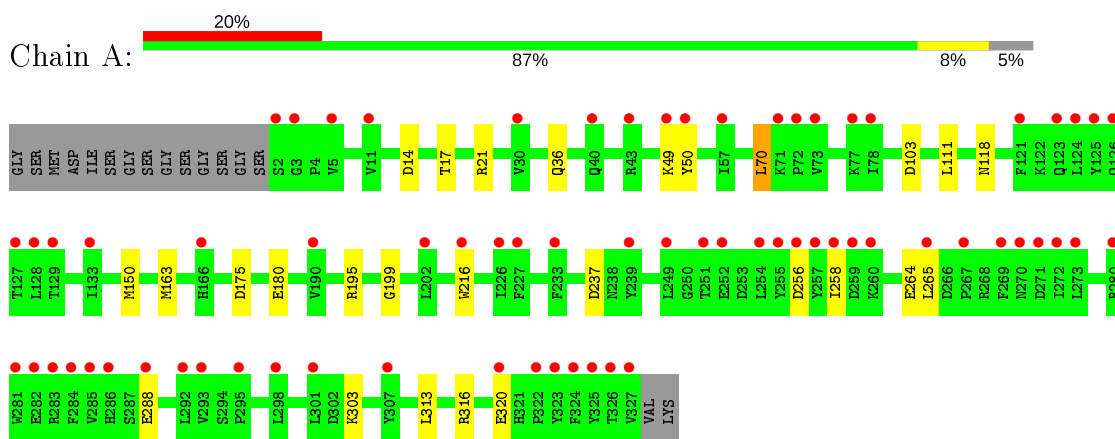 20%
Chain A:
87% 8% 5%
GLY SER MET ASP ILE SER GLY SER GLY SER GLY SER GLY SER S2 G3 P4 V5 V11 D14 T17 R21 V30 Q36 Q40 R43 K49 Y50 I57 L70 K71 P72 V73 K77 I78 D103 L111 N118 F121 K122 Q123 L124 Y125 Q126
T127 L128 T129 I133 M150 M163 H166 D175 E180 V190 R195 G199 L202 W216 I226 F227 F233 D237 N238 Y239 L249 G250 T251 E252 D253 L254 Y255 D256 Y257 I258 D259 K260 E264 L265 D266 P267 R268 F269 N270 D271 I272 L273
W281 E282 R283 F284 V285 H286 S287 E288 L292 V293 S294 P295 L298 L301 D302 K303 Y307 L313 R316 E320 H321 P322 Y323 F324 Y325 T326 V327 VAL LYS